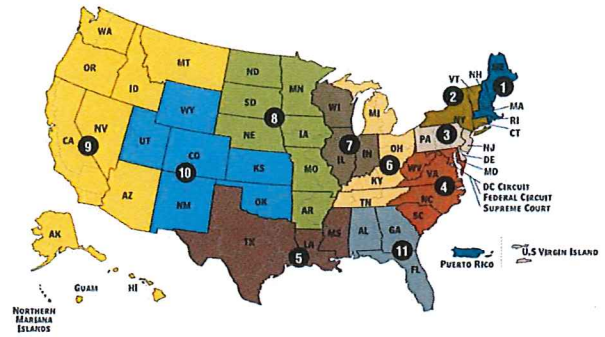 WA
MT
ND
MN
VT
NH
ME
1
OR
ID
SD
WI
MI
2
NY
MA
RI
CT
WY
8
NV
NE
IA
7
PA
3
OH
NJ
DE
MD
CA
9
UT
CO
IL
IN
6
WV
VA
DC CIRCUIT
FEDERAL CIRCUIT
SUPREME COURT
10
KS
MO
KY
4
AZ
NM
OK
AR
TN
NC
SC
TX
LA
MS
AL
GA
5
11
FL
AK
GUAM
HI
NORTHERN
MARIANA
ISLANDS
PUERTO RICO
U.S VIRGIN ISLAND